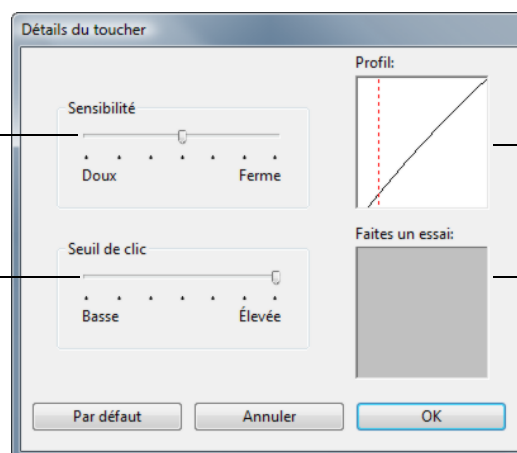 Détails du toucher
Profil:
Sensibilité
Doux Ferme
Faites un essai:
Seuil de clic
Basse Élevée
Par défaut Annuler OK